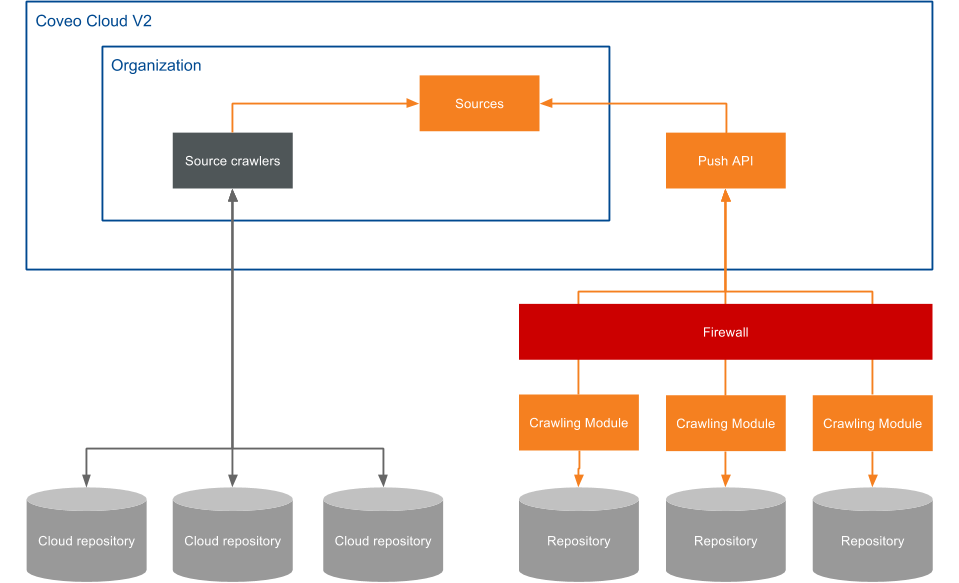 Coveo Cloud V2
Organization
Sources
Source crawlers
Push API
Firewall
Crawling Module
Crawling Module
Crawling Module
Cloud repository
Cloud repository
Cloud repository
Repository
Repository
Repository